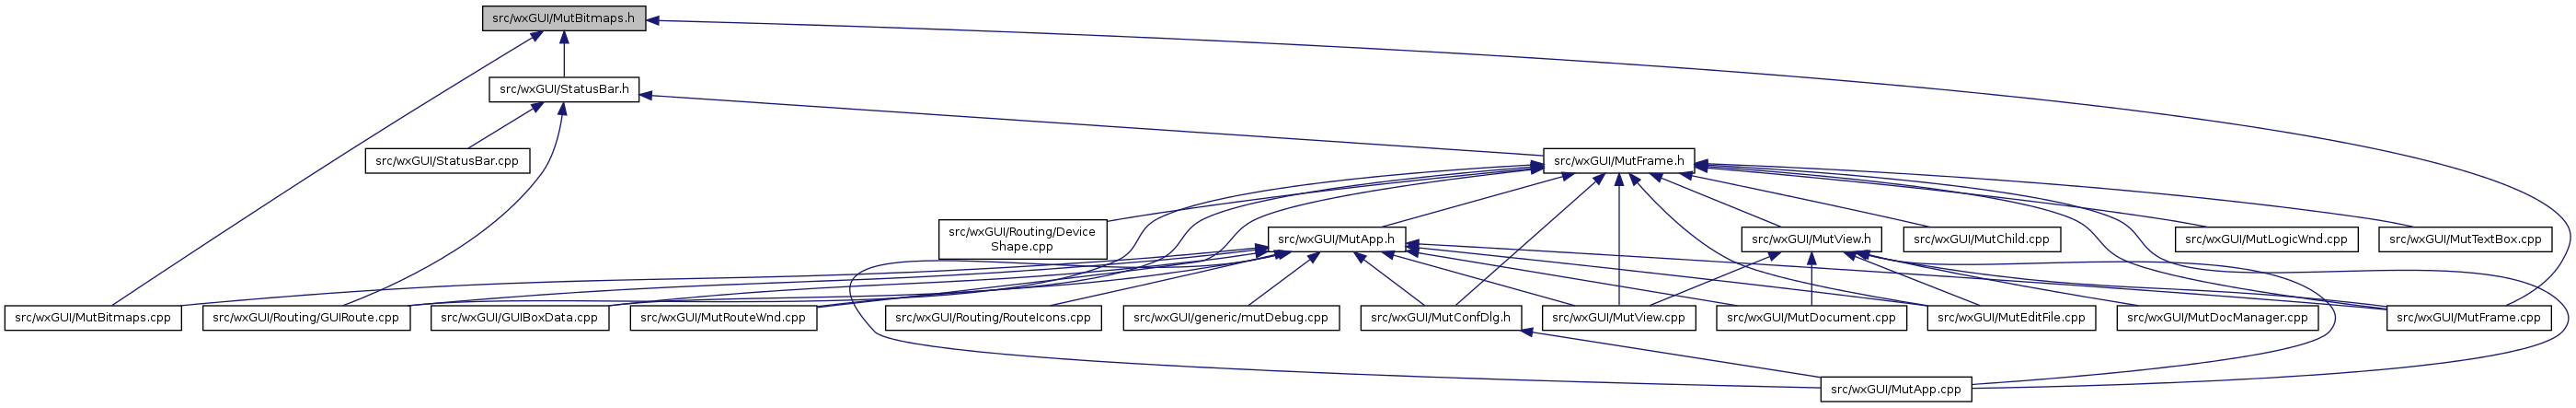 src/wxGUI/MutBitmaps.h
src/wxGUI/StatusBar.h
src/wxGUI/StatusBar.cpp
src/wxGUI/MutFrame.h
src/wxGUI/Routing/Device
Shape.cpp
src/wxGUI/MutApp.h
src/wxGUI/MutView.h
src/wxGUI/MutChild.cpp
src/wxGUI/MutLogicWnd.cpp
src/wxGUI/MutTextBox.cpp
src/wxGUI/MutBitmaps.cpp
src/wxGUI/Routing/GUIRoute.cpp
src/wxGUI/GUIBoxData.cpp
src/wxGUI/MutRouteWnd.cpp
src/wxGUI/Routing/RouteIcons.cpp
src/wxGUI/generic/mutDebug.cpp
src/wxGUI/MutConfDlg.h
src/wxGUI/MutView.cpp
src/wxGUI/MutDocument.cpp
src/wxGUI/MutEditFile.cpp
src/wxGUI/MutDocManager.cpp
src/wxGUI/MutFrame.cpp
src/wxGUI/MutApp.cpp